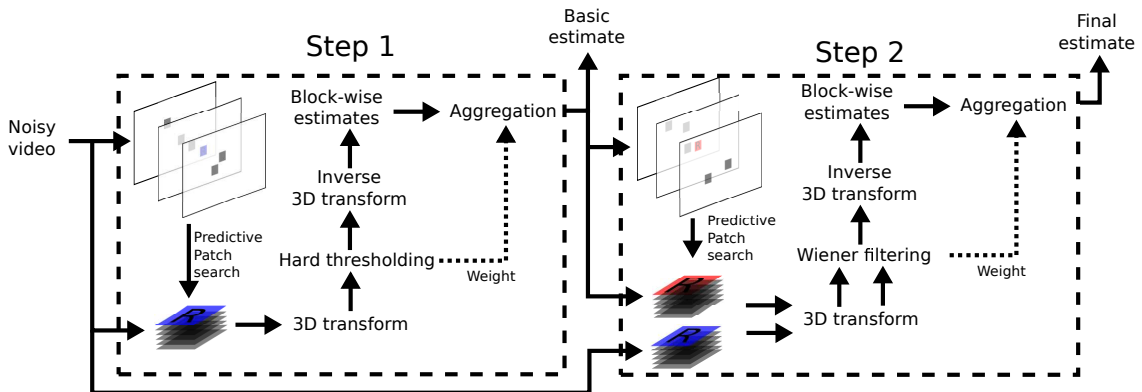 Step 1
Noisy
video
Block-wise
estimates
Aggregation
Inverse
3D transform
Predictive
Patch
search
Hard thresholding
Weight
R
3D transform
Basic
estimate
Step 2
Final
estimate
Block-wise
estimates
Aggregation
Inverse
3D transform
Predictive
Patch
search
Wiener filtering
Weight
R
3D transform
R